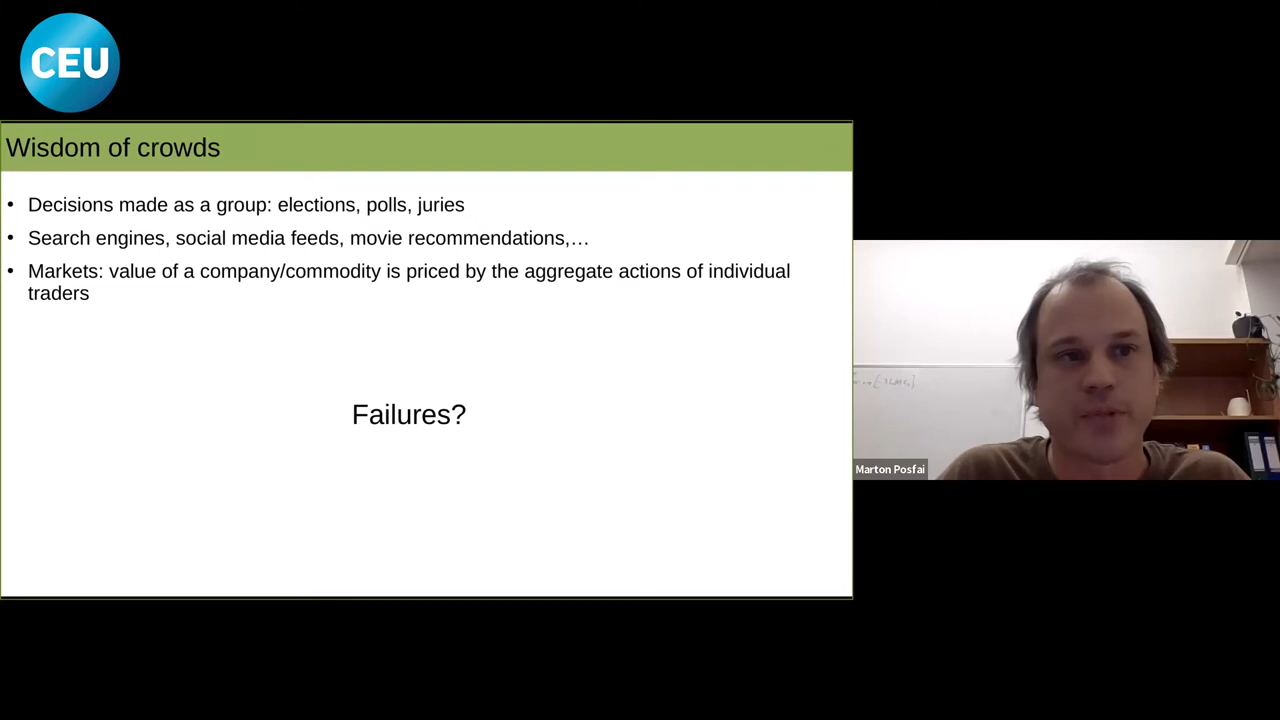 CEU
Wisdom of crowds
• Decisions made as a group: elections, polls, juries
• Search engines, social media feeds, movie recommendations,…
• Markets: value of a company/commodity is priced by the aggregate actions of individual
traders
Failures?
Marton Posfai